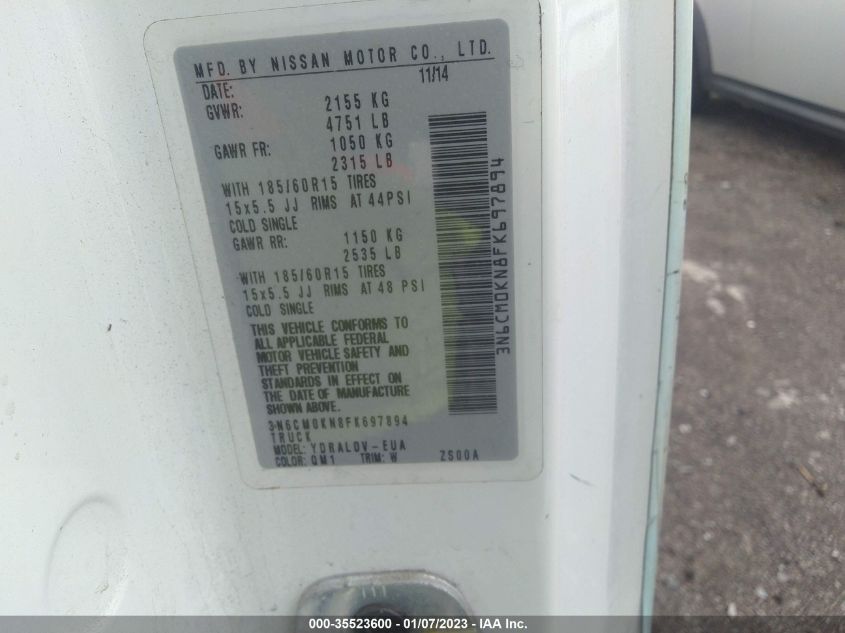 MFD. BY NISSAN MOTOR CO., LTD.
DATE: 11/14
GVWR: 2155 KG
4751 LB
GAWR FR: 1050 KG
2315 LB
WITH 185/60R15 TIRES
15x5.5 JJ RIMS AT 44PSI
COLD SINGLE
GAWR RR: 1150 KG
2535 LB
WITH 185/60R15 TIRES
15x5.5 JJ RIMS AT 48 PSI
COLD SINGLE
THIS VEHICLE CONFORMS TO
ALL APPLICABLE FEDERAL
MOTOR VEHICLE SAFETY AND
THEFT PREVENTION
STANDARDS IN EFFECT ON
THE DATE OF MANUFACTURE
SHOWN ABOVE.
3N6CM0KN8FK697894
TRUCK
MODEL: YDRALOV-EUA
COLOR: QM1 TRIM: W ZS00A
3N6CM0KN8FK697894
000-35523600 - 01/07/2023 - IAA Inc.